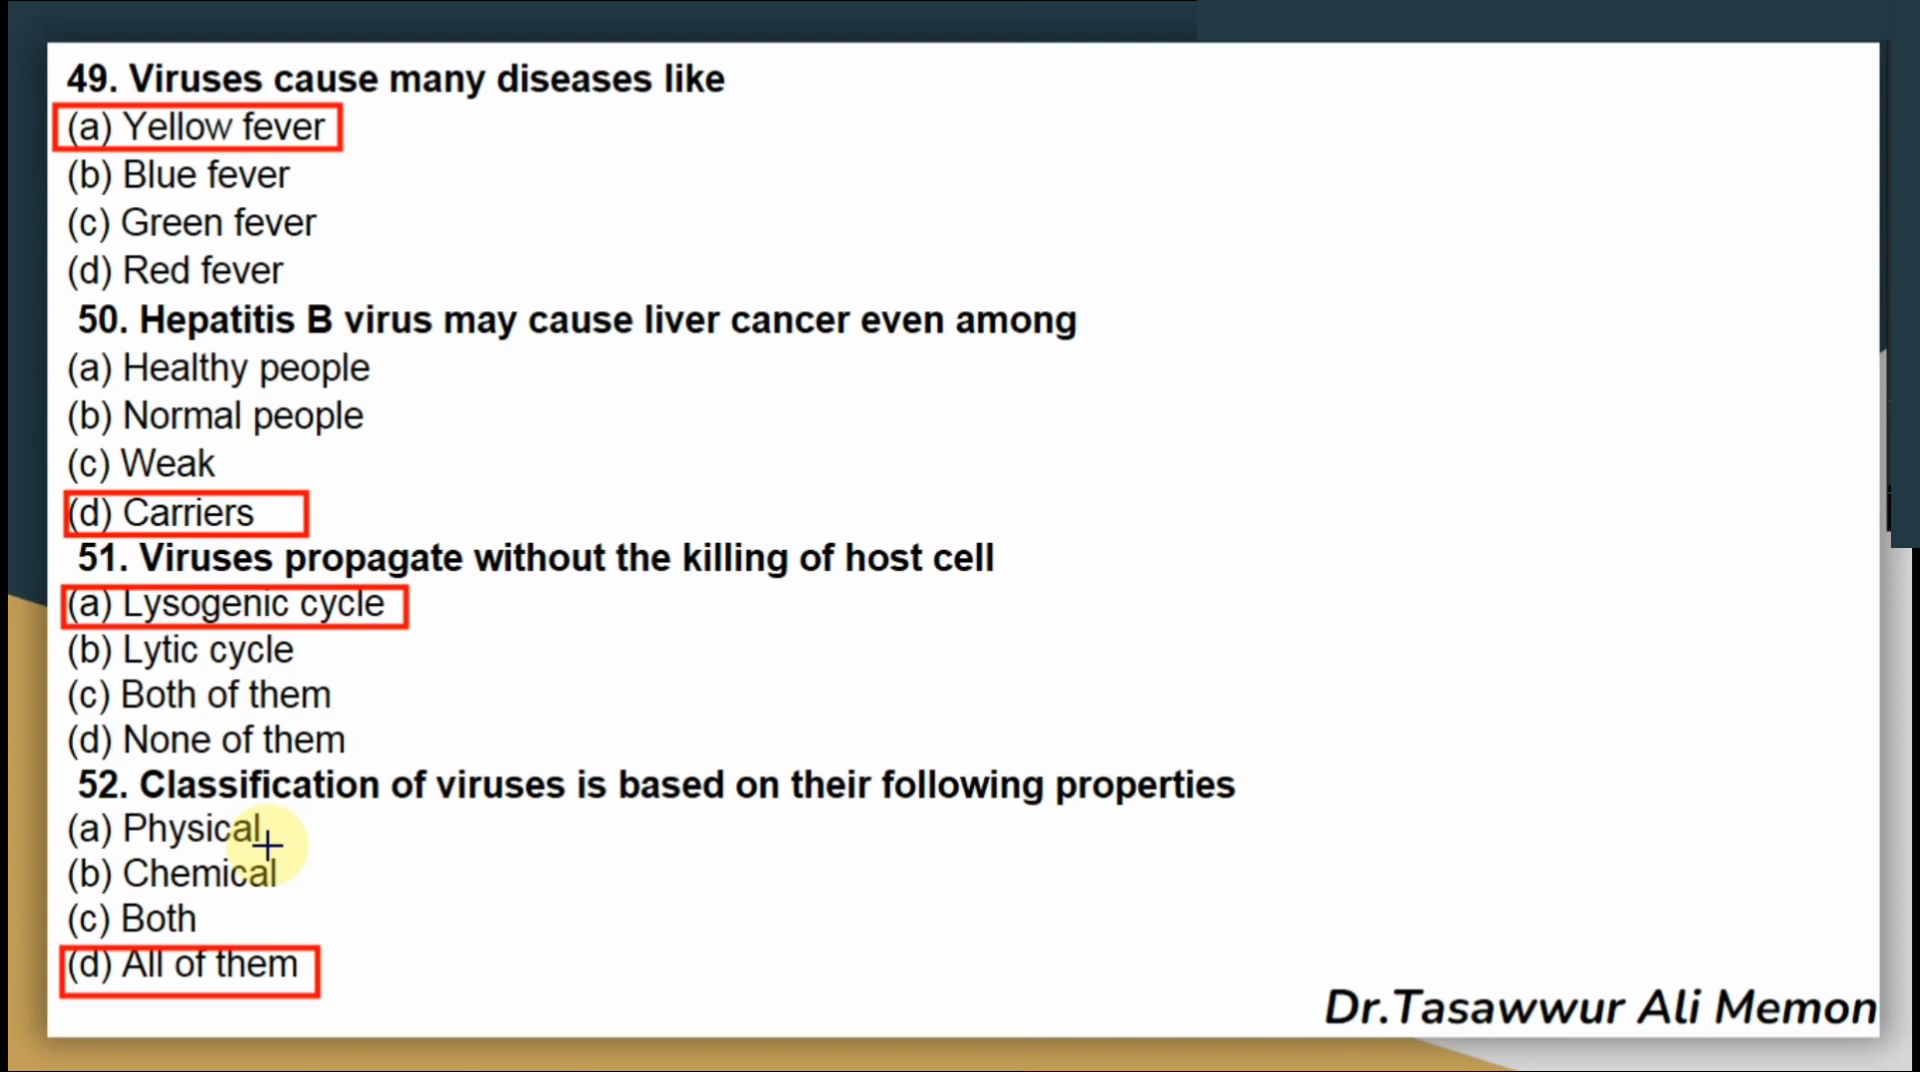 49. Viruses cause many diseases like
(a) Yellow fever
(b) Blue fever
(c) Green fever
(d) Red fever
50. Hepatitis B virus may cause liver cancer even among
(a) Healthy people
(b) Normal people
(c) Weak
(d) Carriers
51. Viruses propagate without the killing of host cell
(a) Lysogenic cycle
(b) Lytic cycle
(c) Both of them
(d) None of them
52. Classification of viruses is based on their following properties
(a) Physical
(b) Chemical
(c) Both
(d) All of them
Dr.Tasawwur Ali Memon